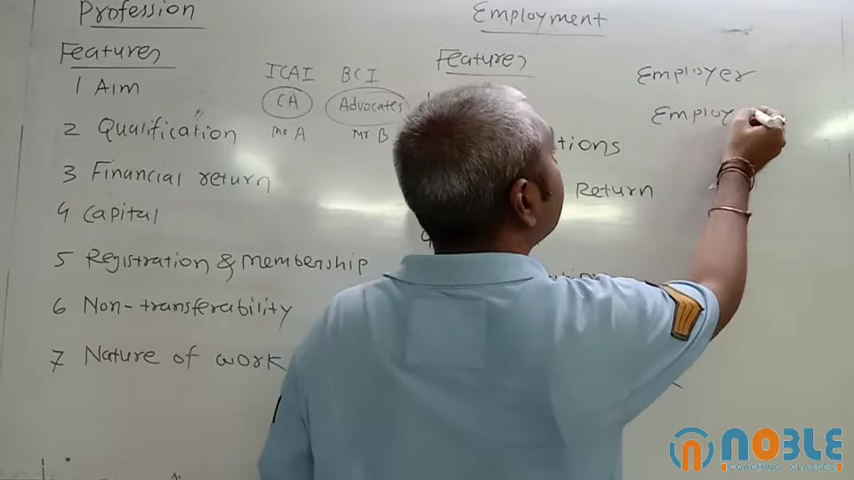 Profession
Features
1 Aim
2 Qualification
3 Financial return
4 Capital
5 Registration & membership
6 Non-transferability
7 Nature of work
ICAI BCI
CA Advocates
Mr A Mr B
Employment
Features
Return
Employer
Employ
NOBLE
COACHING CLASSES